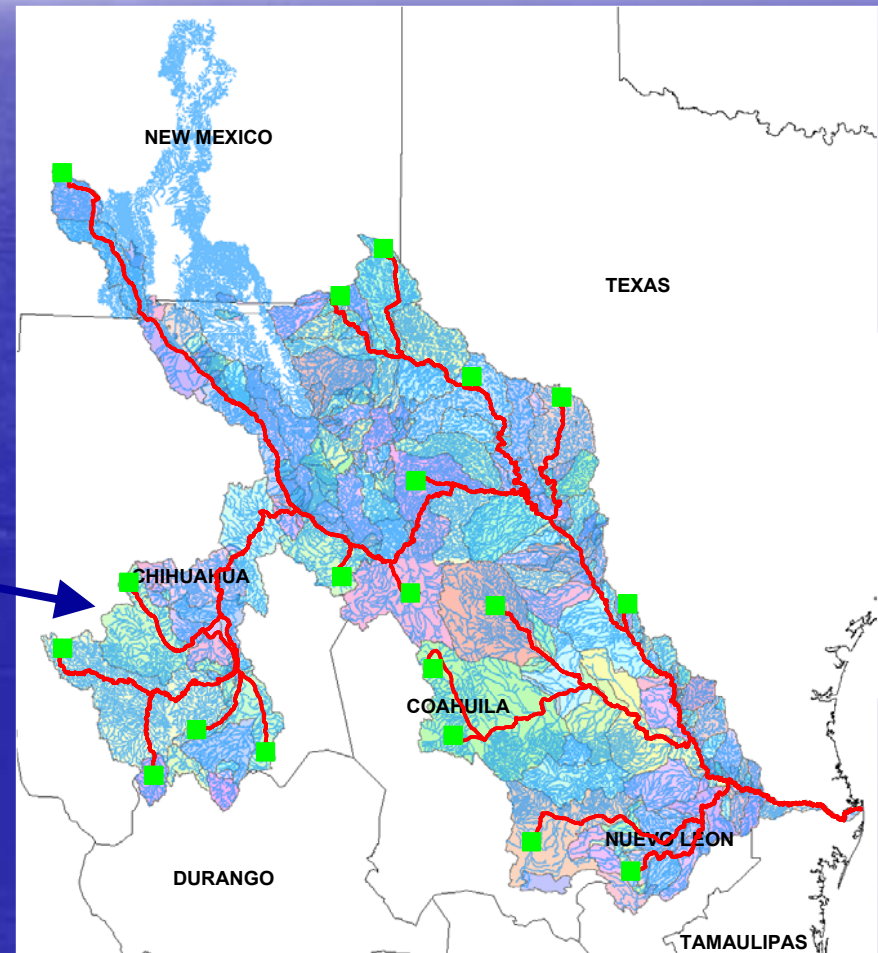 NEW MEXICO
TEXAS
CHIHUAHUA
COAHUILA
NUEVO LEON
DURANGO
TAMAULIPAS